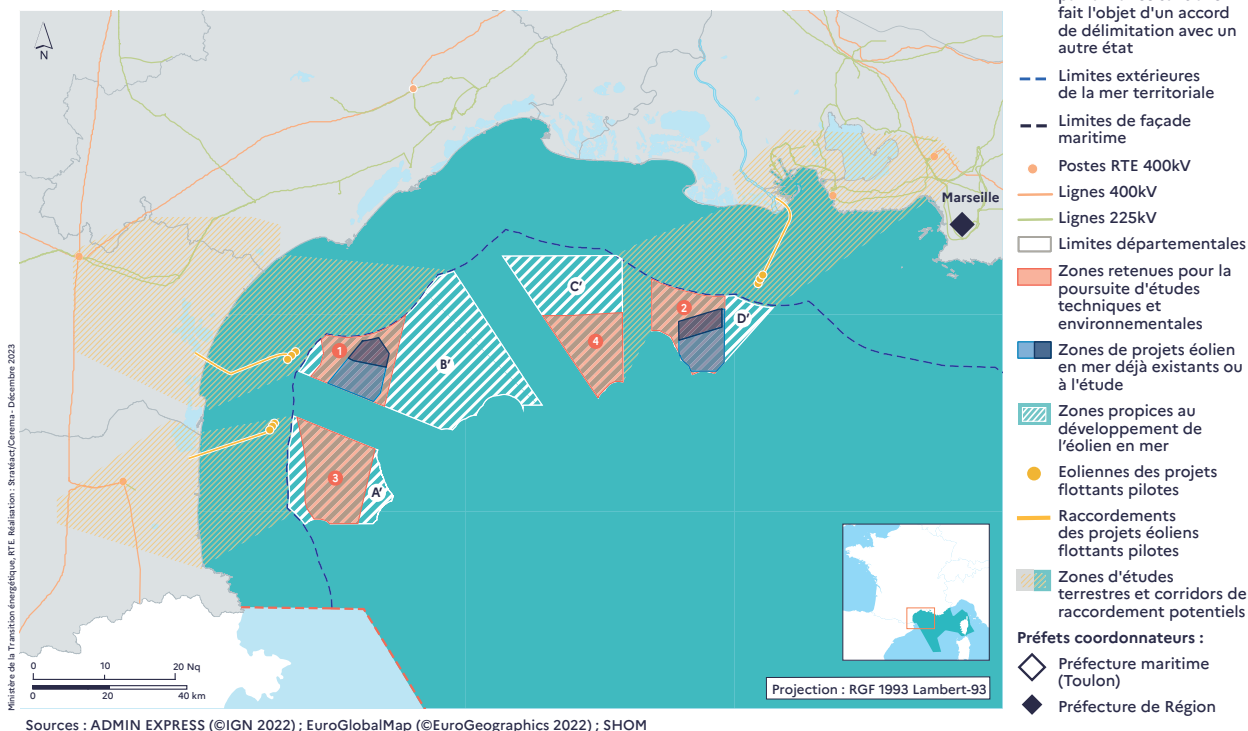 fait l'objet d'un accord
de délimitation avec un
autre état
Limites extérieures
de la mer territoriale
Limites de façade
maritime
Postes RTE 400kV
Lignes 400kV
Lignes 225kV
Limites départementales
Zones retenues pour la
poursuite d'études
techniques et
environnementales
Zones de projets éolien
en mer déjà existants ou
à l'étude
Zones propices au
développement de
l'éolien en mer
Eoliennes des projets
flottants pilotes
Raccordements
des projets éoliens
flottants pilotes
Zones d'études
terrestres et corridors de
raccordement potentiels
Préfets coordonnateurs :
Préfecture maritime
(Toulon)
Préfecture de Région
N
Marseille
C'
2
D'
1
B'
4
3
A'
0 10 20 Nq
0 20 40 km
Projection : RGF 1993 Lambert-93
Ministère de la Transition énergétique, RTE. Réalisation : Stratéact/Cerema - Décembre 2023
Sources : ADMIN EXPRESS (©IGN 2022) ; EuroGlobalMap (©EuroGeographics 2022) ; SHOM